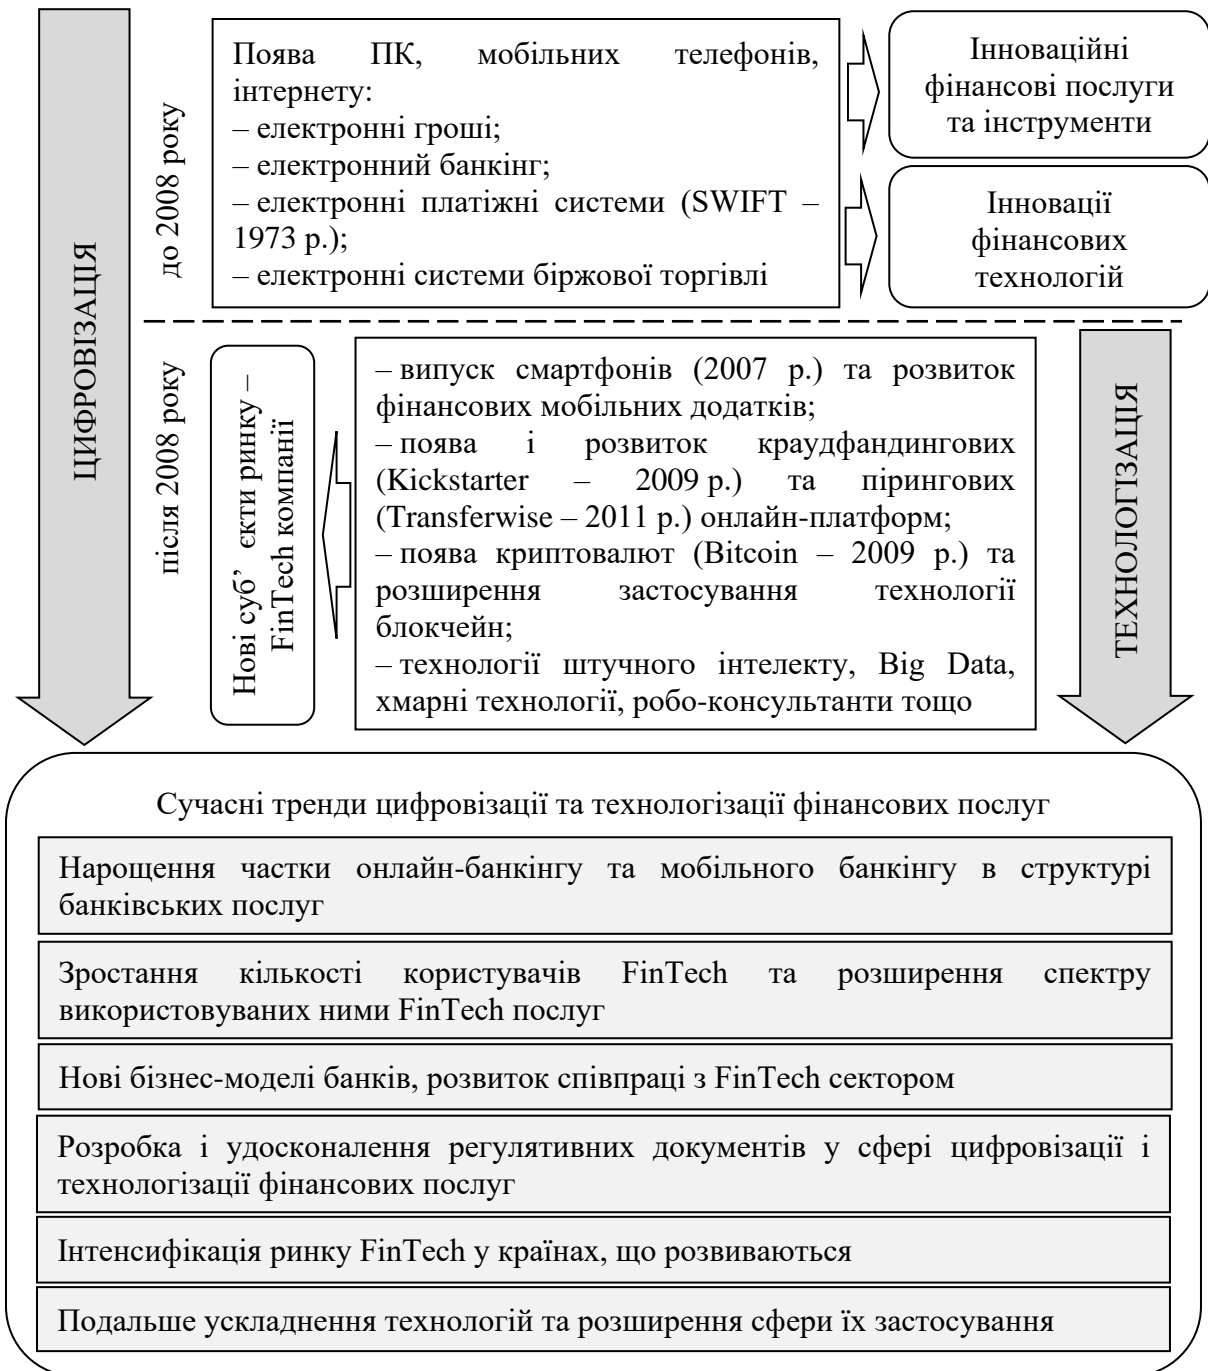 ЦИФРОВІЗАЦІЯ
до 2008 року
Поява ПК, мобільних телефонів,
інтернету:
– електронні гроші;
– електронний банкінг;
– електронні платіжні системи (SWIFT –
1973 р.);
– електронні системи біржової торгівлі
Інноваційні
фінансові послуги
та інструменти
Інновації
фінансових
технологій
після 2008 року
Нові суб’ єкти ринку –
FinTech компанії
– випуск смартфонів (2007 р.) та розвиток
фінансових мобільних додатків;
– поява і розвиток краудфандингових
(Kickstarter – 2009 р.) та пірингових
(Transferwise – 2011 р.) онлайн-платформ;
– поява криптовалют (Bitcoin – 2009 р.) та
розширення застосування технології
блокчейн;
– технології штучного інтелекту, Big Data,
хмарні технології, робо-консультанти тощо
ТЕХНОЛОГІЗАЦІЯ
Сучасні тренди цифровізації та технологізації фінансових послуг
Нарощення частки онлайн-банкінгу та мобільного банкінгу в структурі
банківських послуг
Зростання кількості користувачів FinTech та розширення спектру
використовуваних ними FinTech послуг
Нові бізнес-моделі банків, розвиток співпраці з FinTech сектором
Розробка і удосконалення регулятивних документів у сфері цифровізації і
технологізації фінансових послуг
Інтенсифікація ринку FinTech у країнах, що розвиваються
Подальше ускладнення технологій та розширення сфери їх застосування